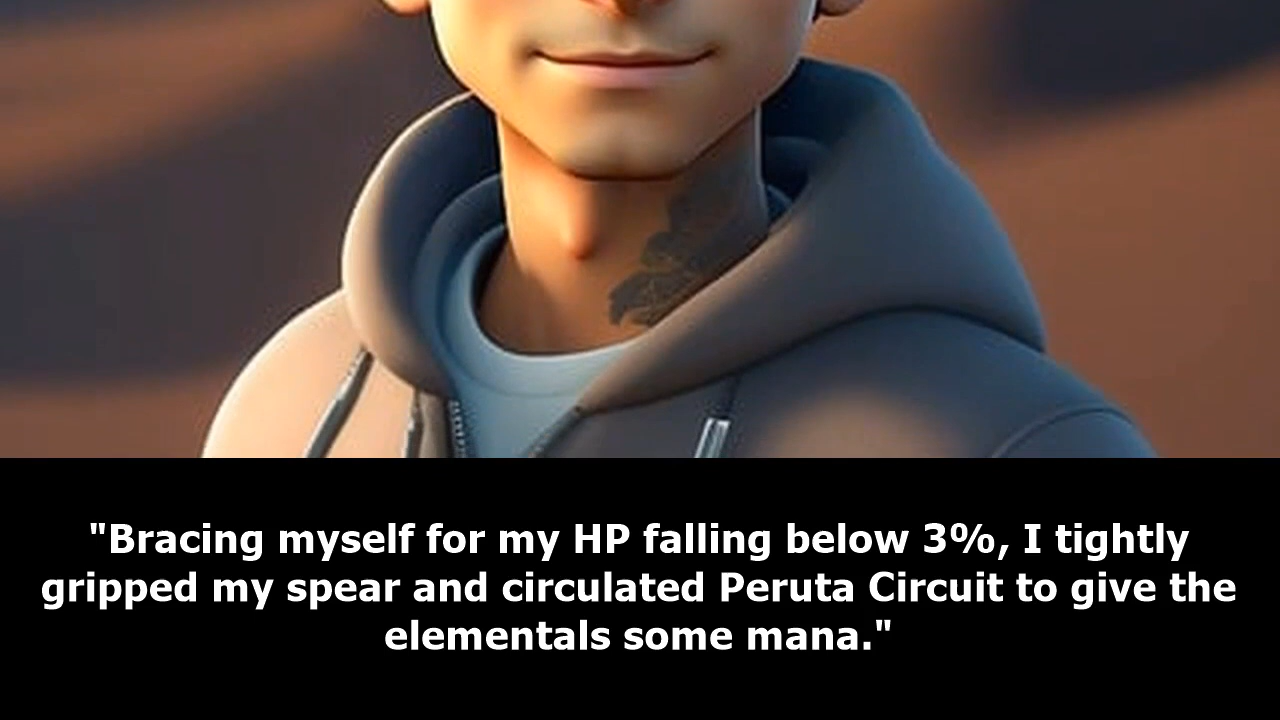 "Bracing myself for my HP falling below 3%, I tightly
gripped my spear and circulated Peruta Circuit to give the
elementals some mana."